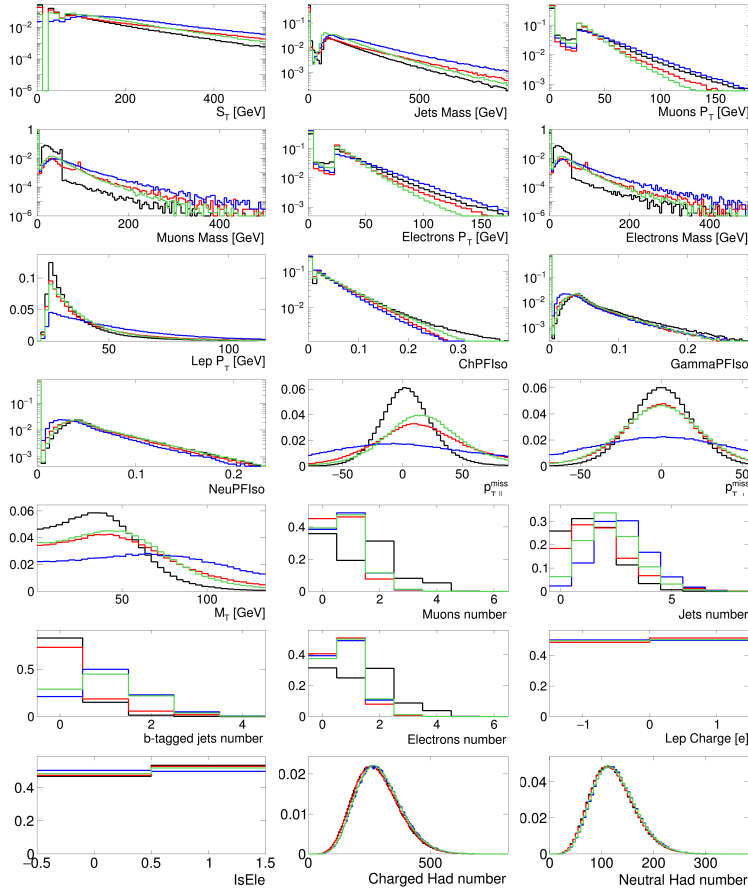 10⁻¹ 10⁻² 10⁻³ 10⁻⁴ 10⁻⁶
0 200 400
S_T [GeV]
10⁻¹ 10⁻² 10⁻³
0 500
Jets Mass [GeV]
10⁻¹ 10⁻² 10⁻³
0 50 100 150
Muons P_T [GeV]
1 10⁻² 10⁻⁴ 10⁻⁶
0 200 400
Muons Mass [GeV]
10⁻¹ 10⁻² 10⁻³
0 50 100 150
Electrons P_T [GeV]
1 10⁻² 10⁻⁴ 10⁻⁶
0 200 400
Electrons Mass [GeV]
0.1 0.05 0
50 100
Lep P_T [GeV]
10⁻¹ 10⁻²
0 0.1 0.2 0.3
ChPFIso
10⁻¹ 10⁻² 10⁻³
0 0.1 0.2
GammaPFIso
10⁻¹ 10⁻² 10⁻³
0 0.1 0.2
NeuPFIso
0.06 0.04 0.02 0
−50 0 50
p_T ||^miss
0.06 0.04 0.02 0
−50 0 50
0.06 0.04 0.02 0
50 100
M_T [GeV]
0.4 0.2 0
0 2 4 6
Muons number
0.3 0.2 0.1 0
0 5
Jets number
0.5 0
0 2 4
b-tagged jets number
0.4 0.2 0
0 2 4 6
Electrons number
0.4 0.2 0
−1 0 1
Lep Charge [e]
0.4 0.2 0
−0.5 0 0.5 1 1.5
IsEle
0.02 0.01 0
0 500
Charged Had number
0.04 0.02 0
0 100 200 300
Neutral Had number